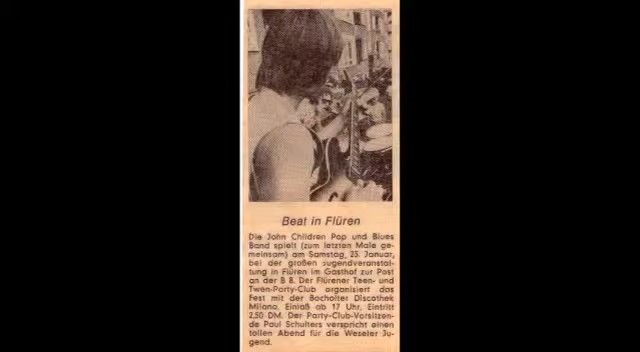 Beat in Flüren
Die John Children Pop und Blues
Band spielt (zum letzten Male ge-
meinsam) am Samstag, 23. Januar,
bei der großen Jugendveranstal-
tung in Flüren im Gasthof zur Post
an der B 8. Der Flürener Teen- und
Twen-Party-Club organisiert das
Fest mit der Bocholter Discothek
Milano. Einlaß ab 17 Uhr, Eintritt
2,50 DM. Der Party-Club-Vorsitzen-
de Paul Schulters verspricht einen
tollen Abend für die Weseler Ju-
gend.